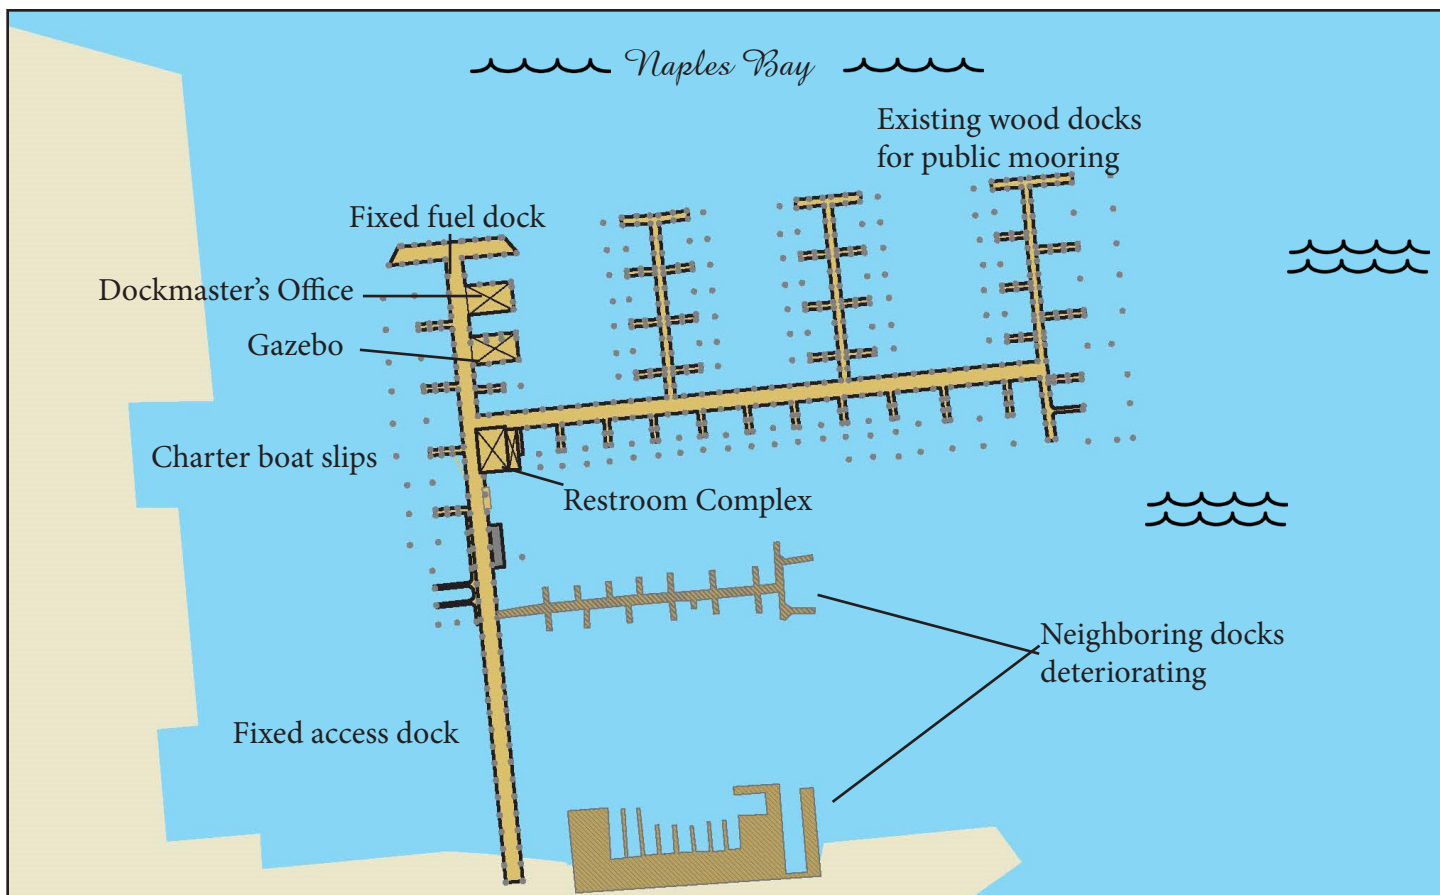 Naples Bay
Existing wood docks
for public mooring
Fixed fuel dock
Dockmaster’s Office
Gazebo
Charter boat slips
Restroom Complex
Neighboring docks
deteriorating
Fixed access dock